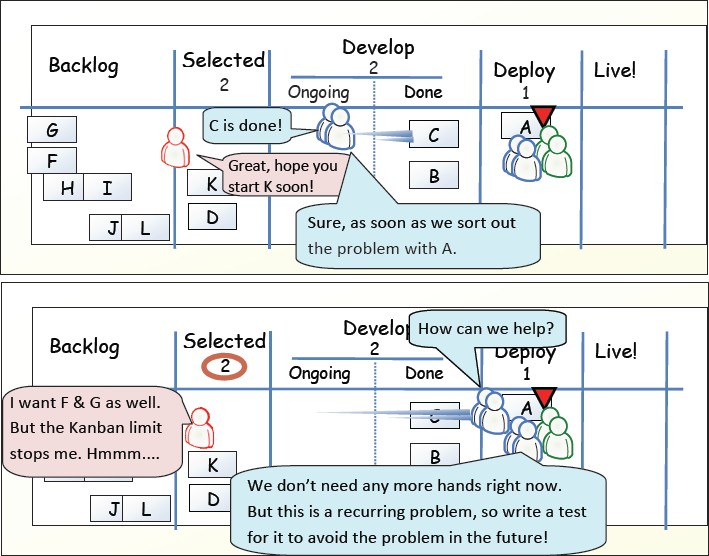 Backlog
Selected
2
Develop
2
Ongoing
Done
Deploy
1
Live!
G
F
H
I
J
L
K
D
C
B
A
C is done!
Great, hope you
start K soon!
Sure, as soon as we sort out
the problem with A.
Backlog
Selected
2
Develop
2
Ongoing
Done
Deploy
1
Live!
How can we help?
I want F & G as well.
But the Kanban limit
stops me. Hmmm....
J
L
K
D
C
B
A
We don’t need any more hands right now.
But this is a recurring problem, so write a test
for it to avoid the problem in the future!